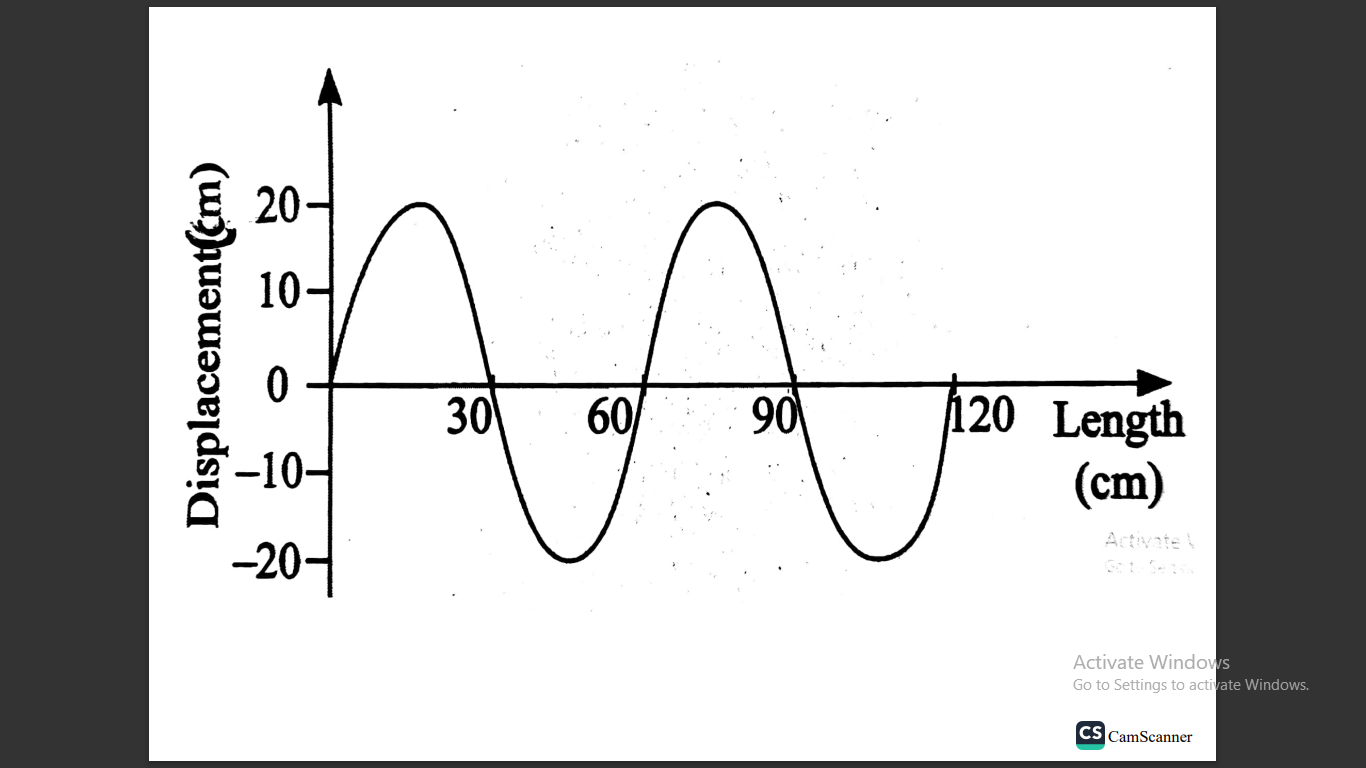 Displacement(cm)
20
10
0
–10
–20
30 60 90 120
Length
(cm)
Activate Windows
Go to Settings to activate Windows.
CS CamScanner